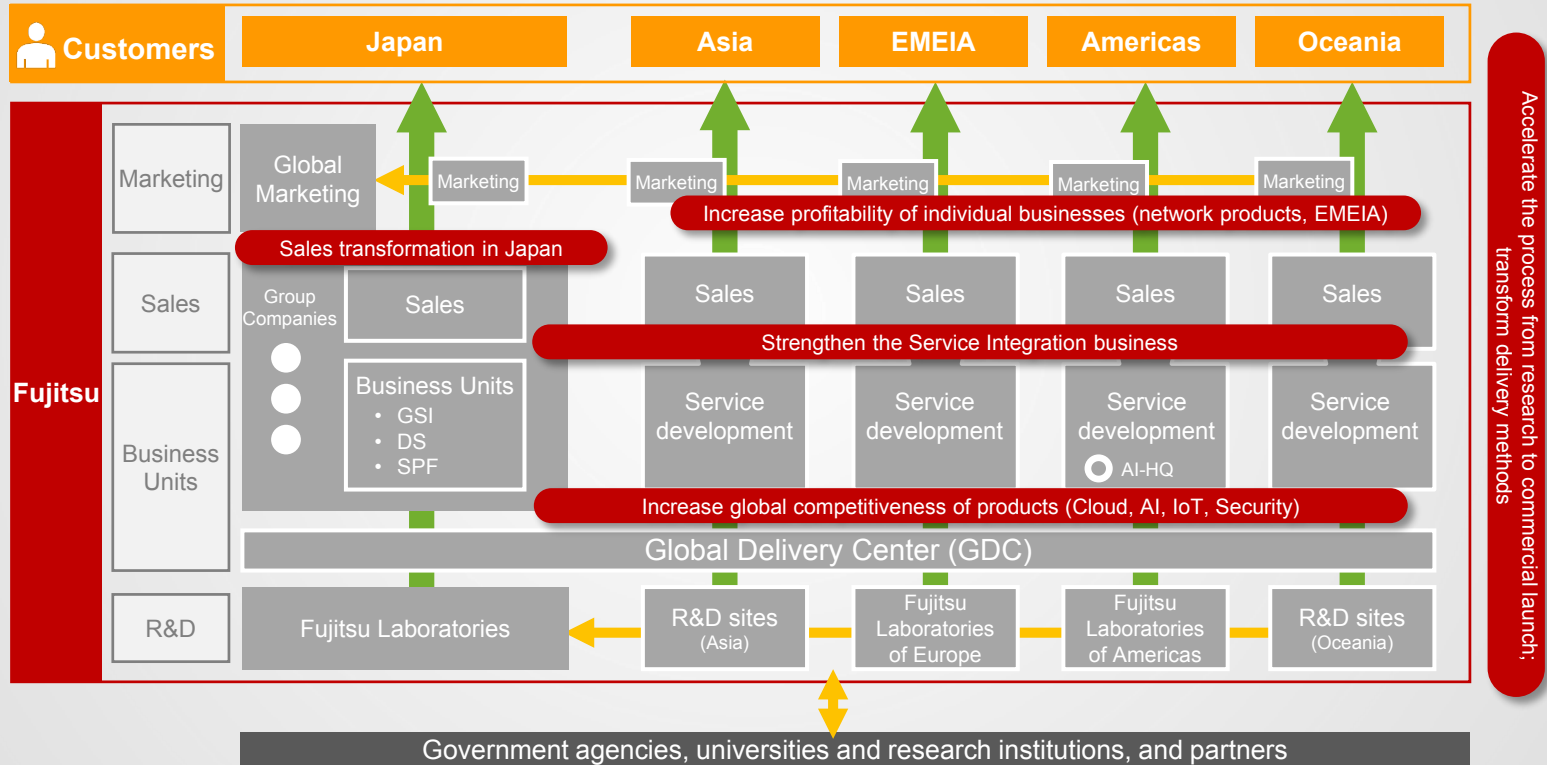 Customers
Japan
Asia
EMEIA
Americas
Oceania
Fujitsu
Marketing
Global
Marketing
Marketing
Marketing
Marketing
Marketing
Marketing
Increase profitability of individual businesses (network products, EMEIA)
Sales transformation in Japan
Sales
Group
Companies
Sales
Sales
Sales
Sales
Sales
Strengthen the Service Integration business
Business
Units
Business Units
• GSI
• DS
• SPF
Service
development
Service
development
Service
development
AI-HQ
Service
development
Increase global competitiveness of products (Cloud, AI, IoT, Security)
Global Delivery Center (GDC)
R&D
Fujitsu Laboratories
R&D sites
(Asia)
Fujitsu
Laboratories
of Europe
Fujitsu
Laboratories
of Americas
R&D sites
(Oceania)
Government agencies, universities and research institutions, and partners
Accelerate the process from research to commercial launch;
transform delivery methods